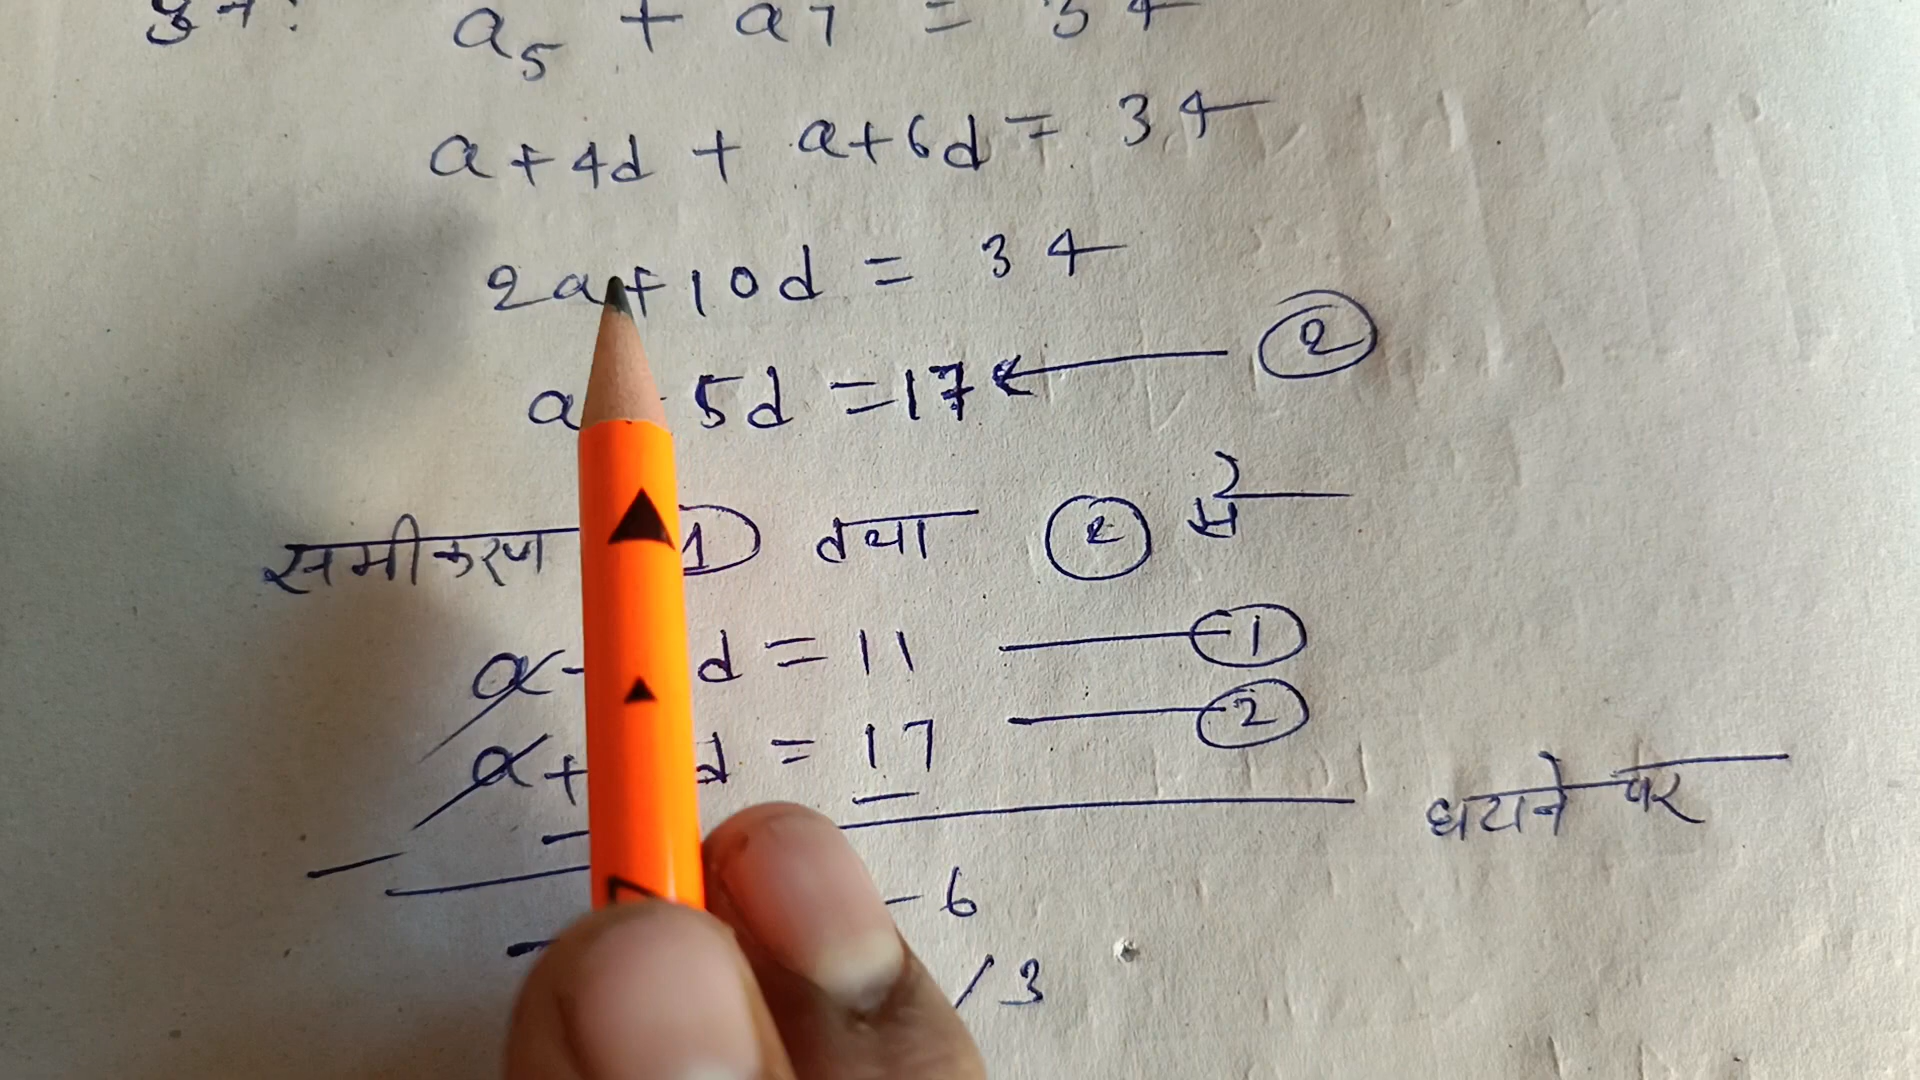 पुनः a5 + a7 = 34
a + 4d + a + 6d = 34
2a + 10d = 34
a 5d = 17 ← 2
समीकरण 1 तथा 2 से
a - d = 11 — 1
a + d = 17 — 2
घटाने पर
- 6
/ 3